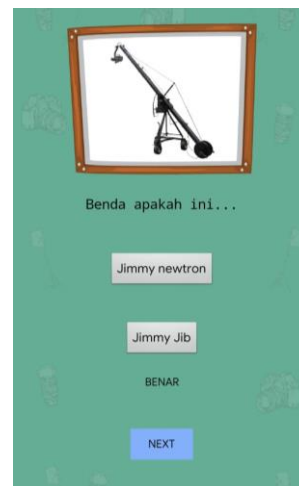 Benda apakah ini...
Jimmy newtron
Jimmy Jib
BENAR
NEXT